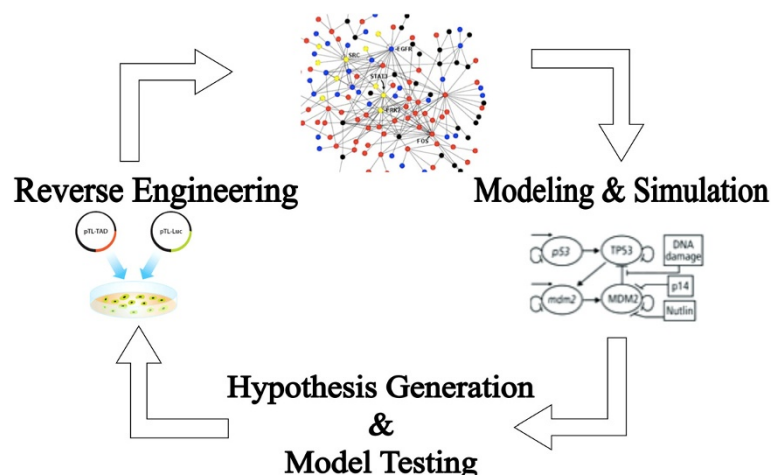 EGFR
SRC
STAT3
ERK1
FOS
Reverse Engineering
Modeling & Simulation
pTL-TAD
pTL-Luc
p53
TP53
DNA
damage
mdm2
MDM2
p14
Nutlin
Hypothesis Generation
&
Model Testing